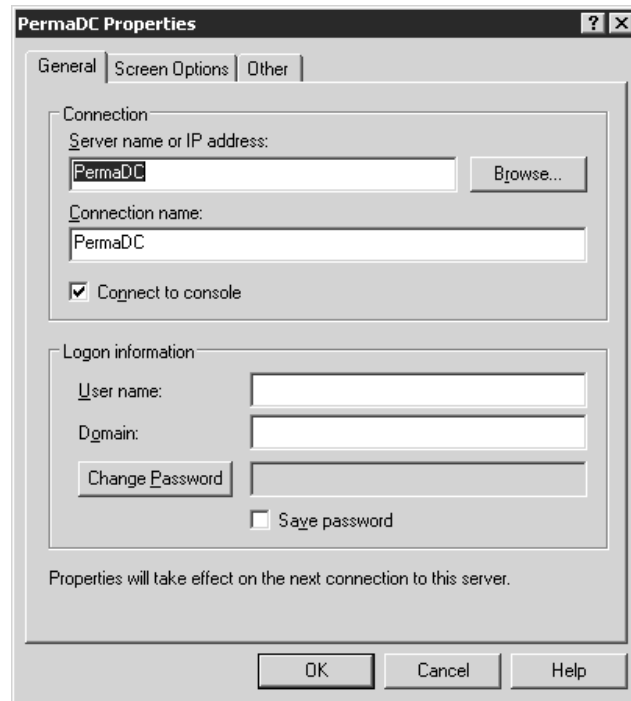 PermaDC Properties
? X
General Screen Options Other
Connection
Server name or IP address:
PermaDC Browse...
Connection name:
PermaDC
Connect to console
Logon information
User name:
Domain:
Change Password
Save password
Properties will take effect on the next connection to this server.
OK Cancel Help